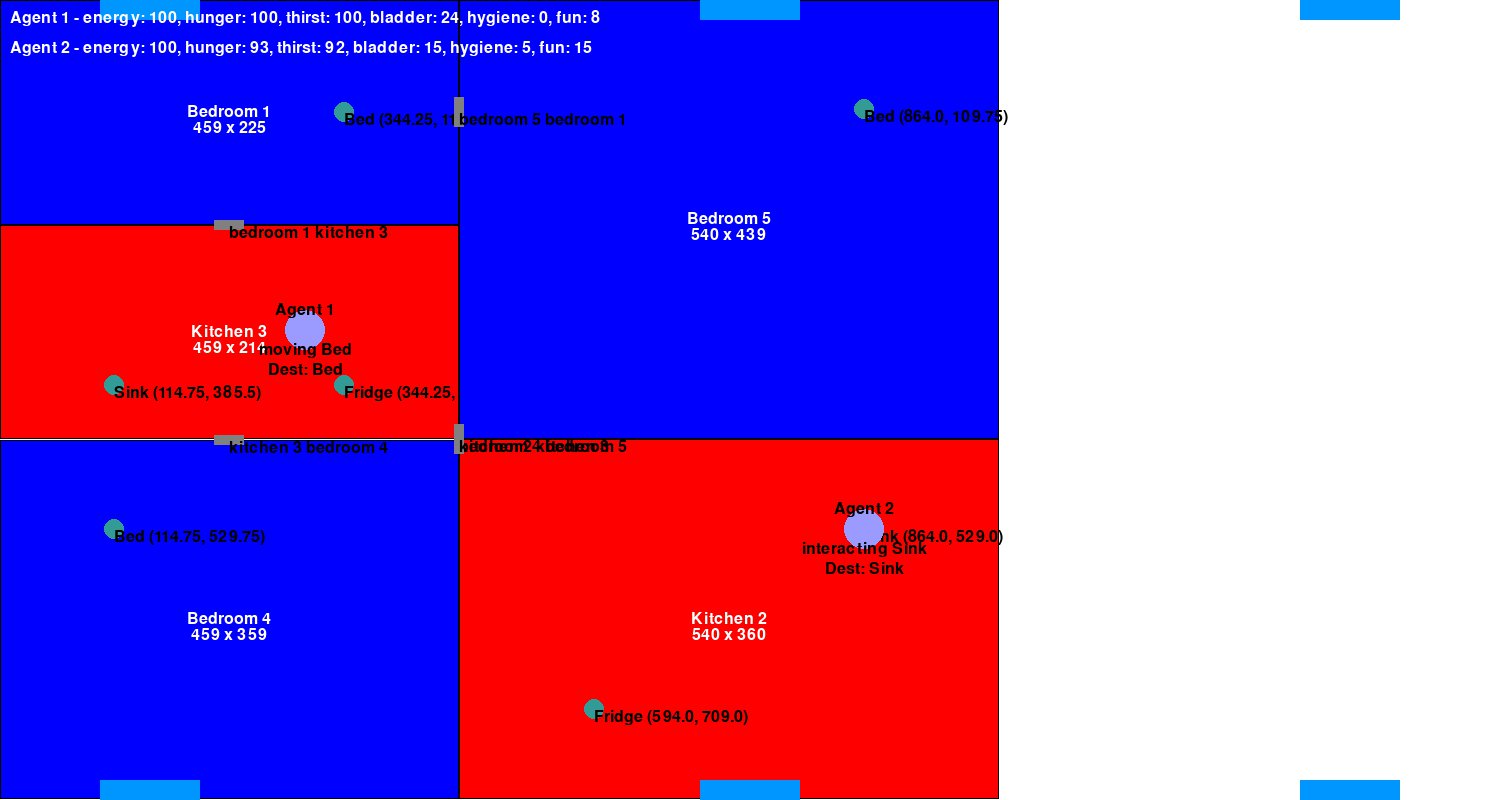 Agent 1 - energy: 100, hunger: 100, thirst: 100, bladder: 24, hygiene: 0, fun: 8
Agent 2 - energy: 100, hunger: 93, thirst: 92, bladder: 15, hygiene: 5, fun: 15
Bedroom 1
459 x 225
Bed (344.25, 11
bedroom 5 bedroom 1
Bed (864.0, 109.75)
Bedroom 5
540 x 439
bedroom 1 kitchen 3
Agent 1
Kitchen 3
459 x 214
moving Bed
Dest: Bed
Sink (114.75, 385.5)
Fridge (344.25,
kitchen 3 bedroom 4
Agent 2
Bed (114.75, 529.75)
nk (864.0, 529.0)
interacting Sink
Dest: Sink
Bedroom 4
459 x 359
Kitchen 2
540 x 360
Fridge (594.0, 709.0)